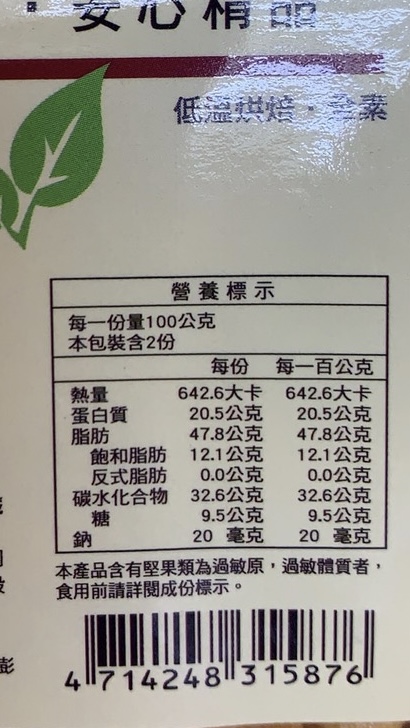 安心精品
低溫烘焙·全素
營養標示
每一份量100公克
本包裝含2份
每份 每一百公克
熱量 642.6大卡 642.6大卡
蛋白質 20.5公克 20.5公克
脂肪 47.8公克 47.8公克
飽和脂肪 12.1公克 12.1公克
反式脂肪 0.0公克 0.0公克
碳水化合物 32.6公克 32.6公克
糖 9.5公克 9.5公克
鈉 20 毫克 20 毫克
本產品含有堅果類為過敏原，過敏體質者，
食用前請詳閱成份標示。
彭
4 714248 315876